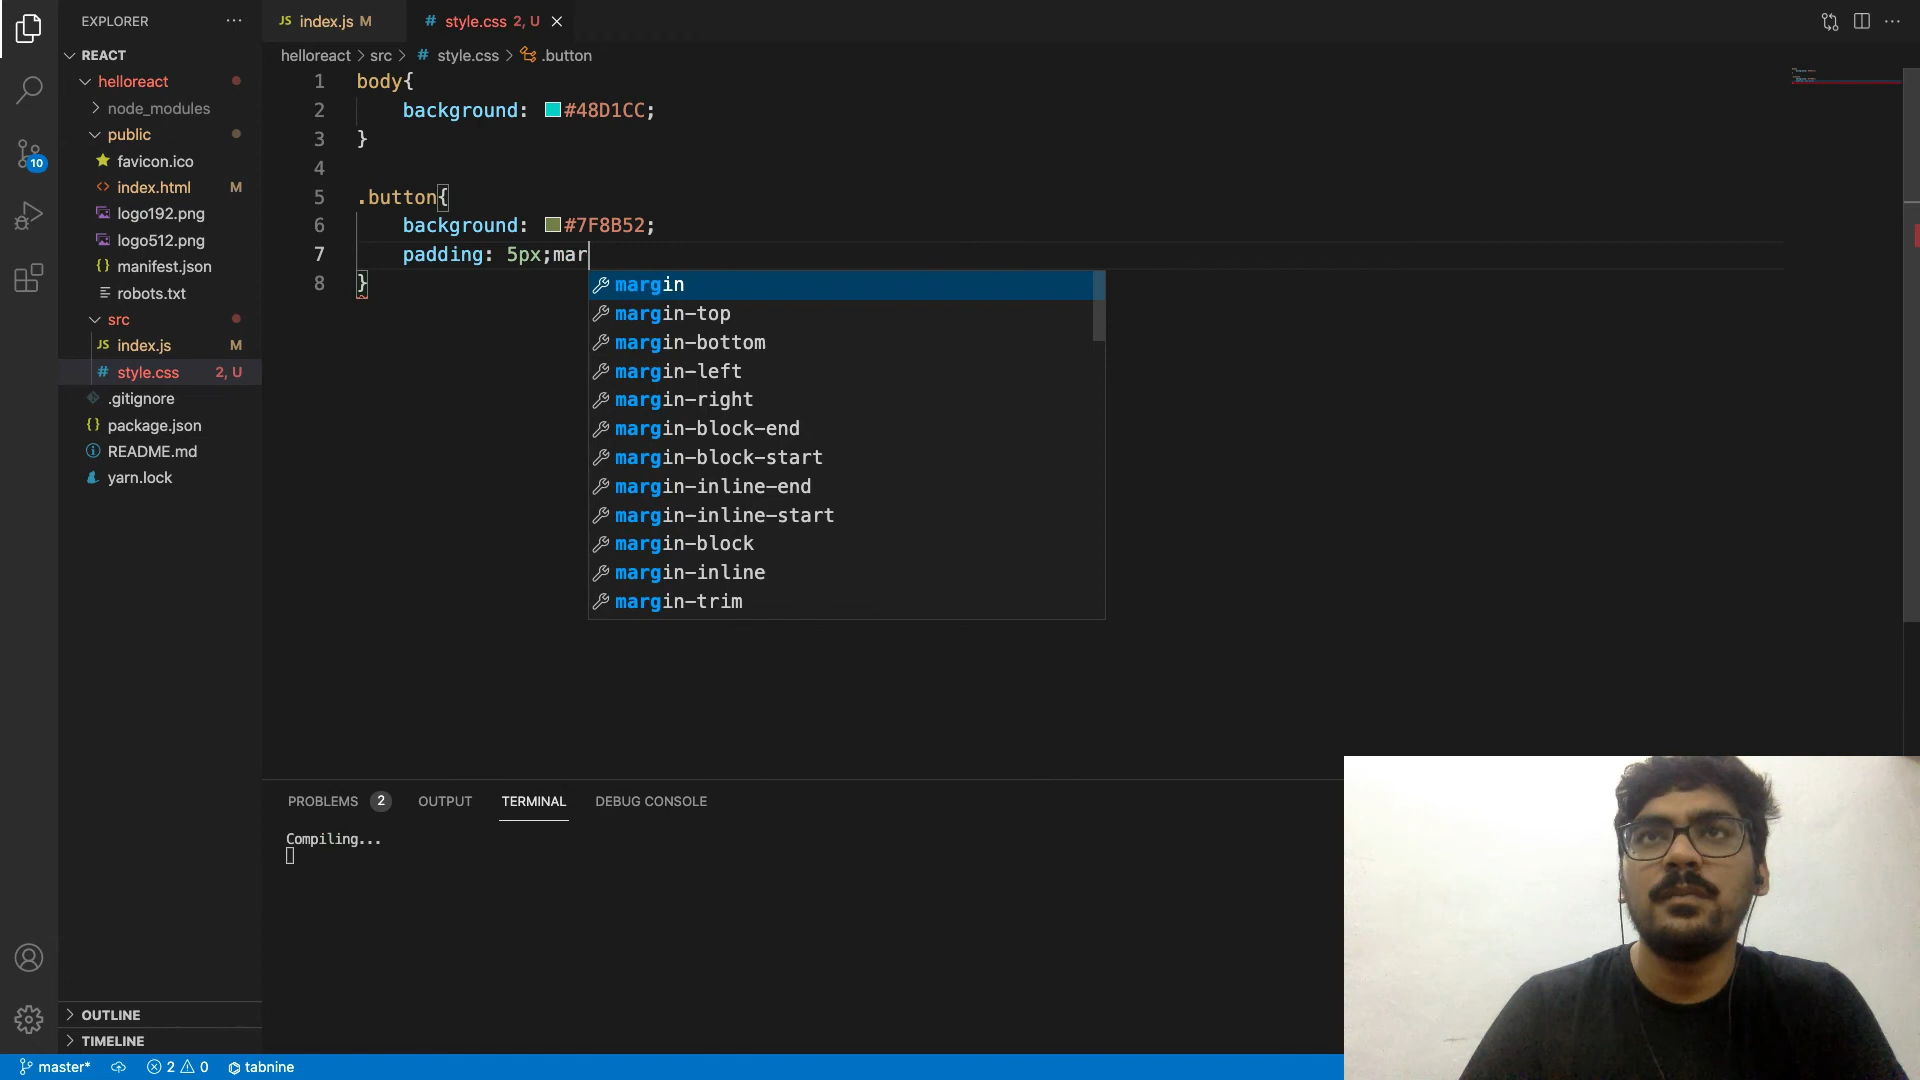 EXPLORER
REACT
helloreact
node_modules
public
favicon.ico
index.html M
logo192.png
logo512.png
manifest.json
robots.txt
src
index.js M
style.css 2, U
.gitignore
package.json
README.md
yarn.lock
OUTLINE
TIMELINE
10
JS index.js M
# style.css 2, U
helloreact > src > # style.css > .button
1 body{
2 background: #48D1CC;
3 }
4
5 .button{
6 background: #7F8B52;
7 padding: 5px;mar
8 }
margin
margin-top
margin-bottom
margin-left
margin-right
margin-block-end
margin-block-start
margin-inline-end
margin-inline-start
margin-block
margin-inline
margin-trim
PROBLEMS 2 OUTPUT TERMINAL DEBUG CONSOLE
Compiling...
master* 2 0 tabnine